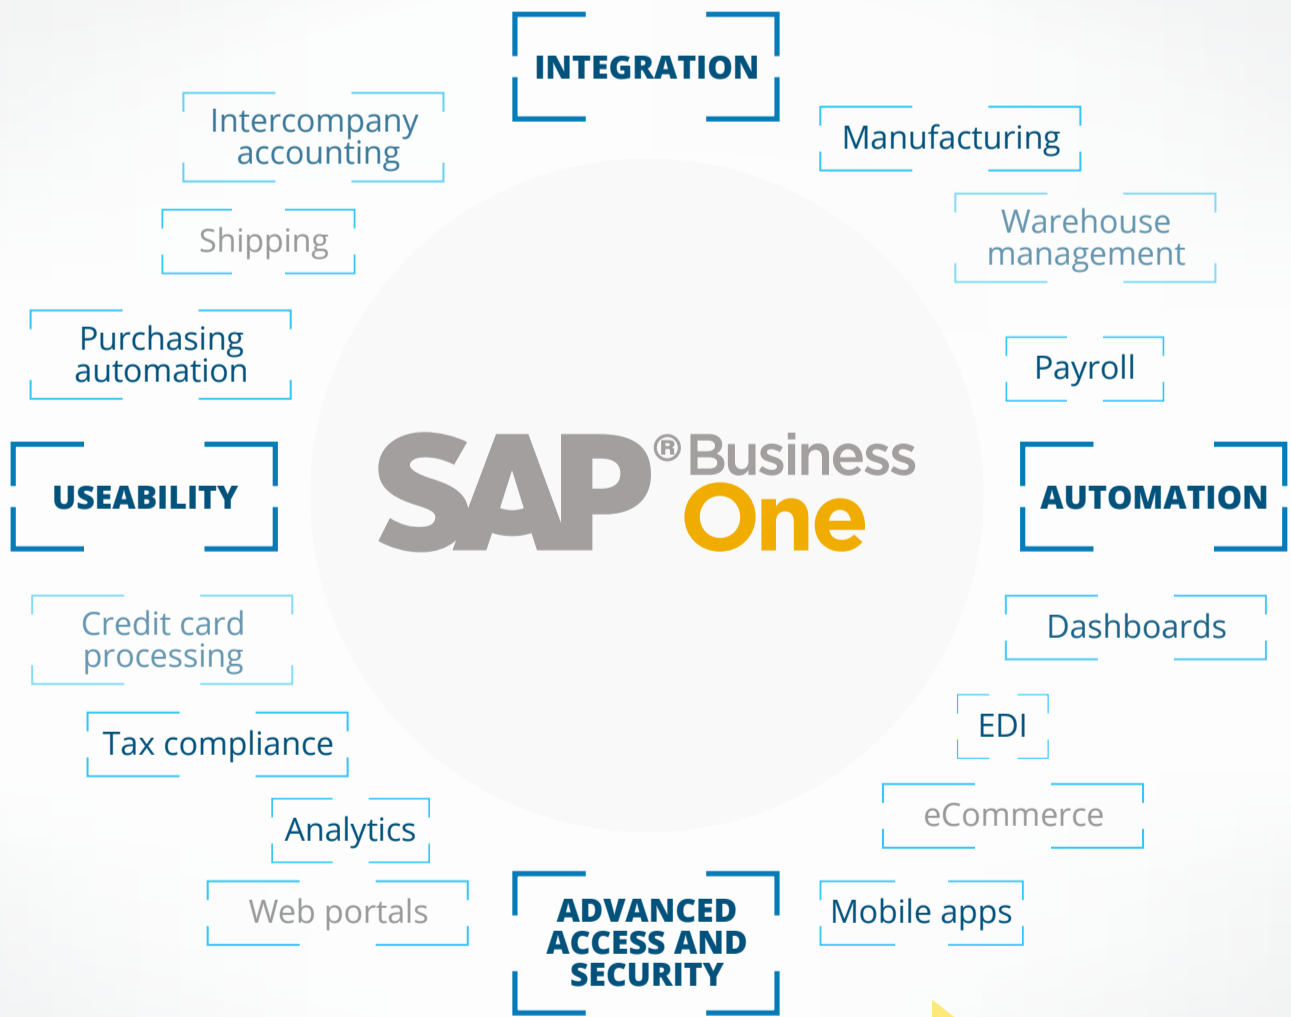 INTEGRATION
Intercompany
accounting
Manufacturing
Shipping
Warehouse
management
Purchasing
automation
Payroll
SAP® Business
One
USEABILITY
AUTOMATION
Credit card
processing
Dashboards
Tax compliance
EDI
Analytics
eCommerce
Web portals
ADVANCED
ACCESS AND
SECURITY
Mobile apps